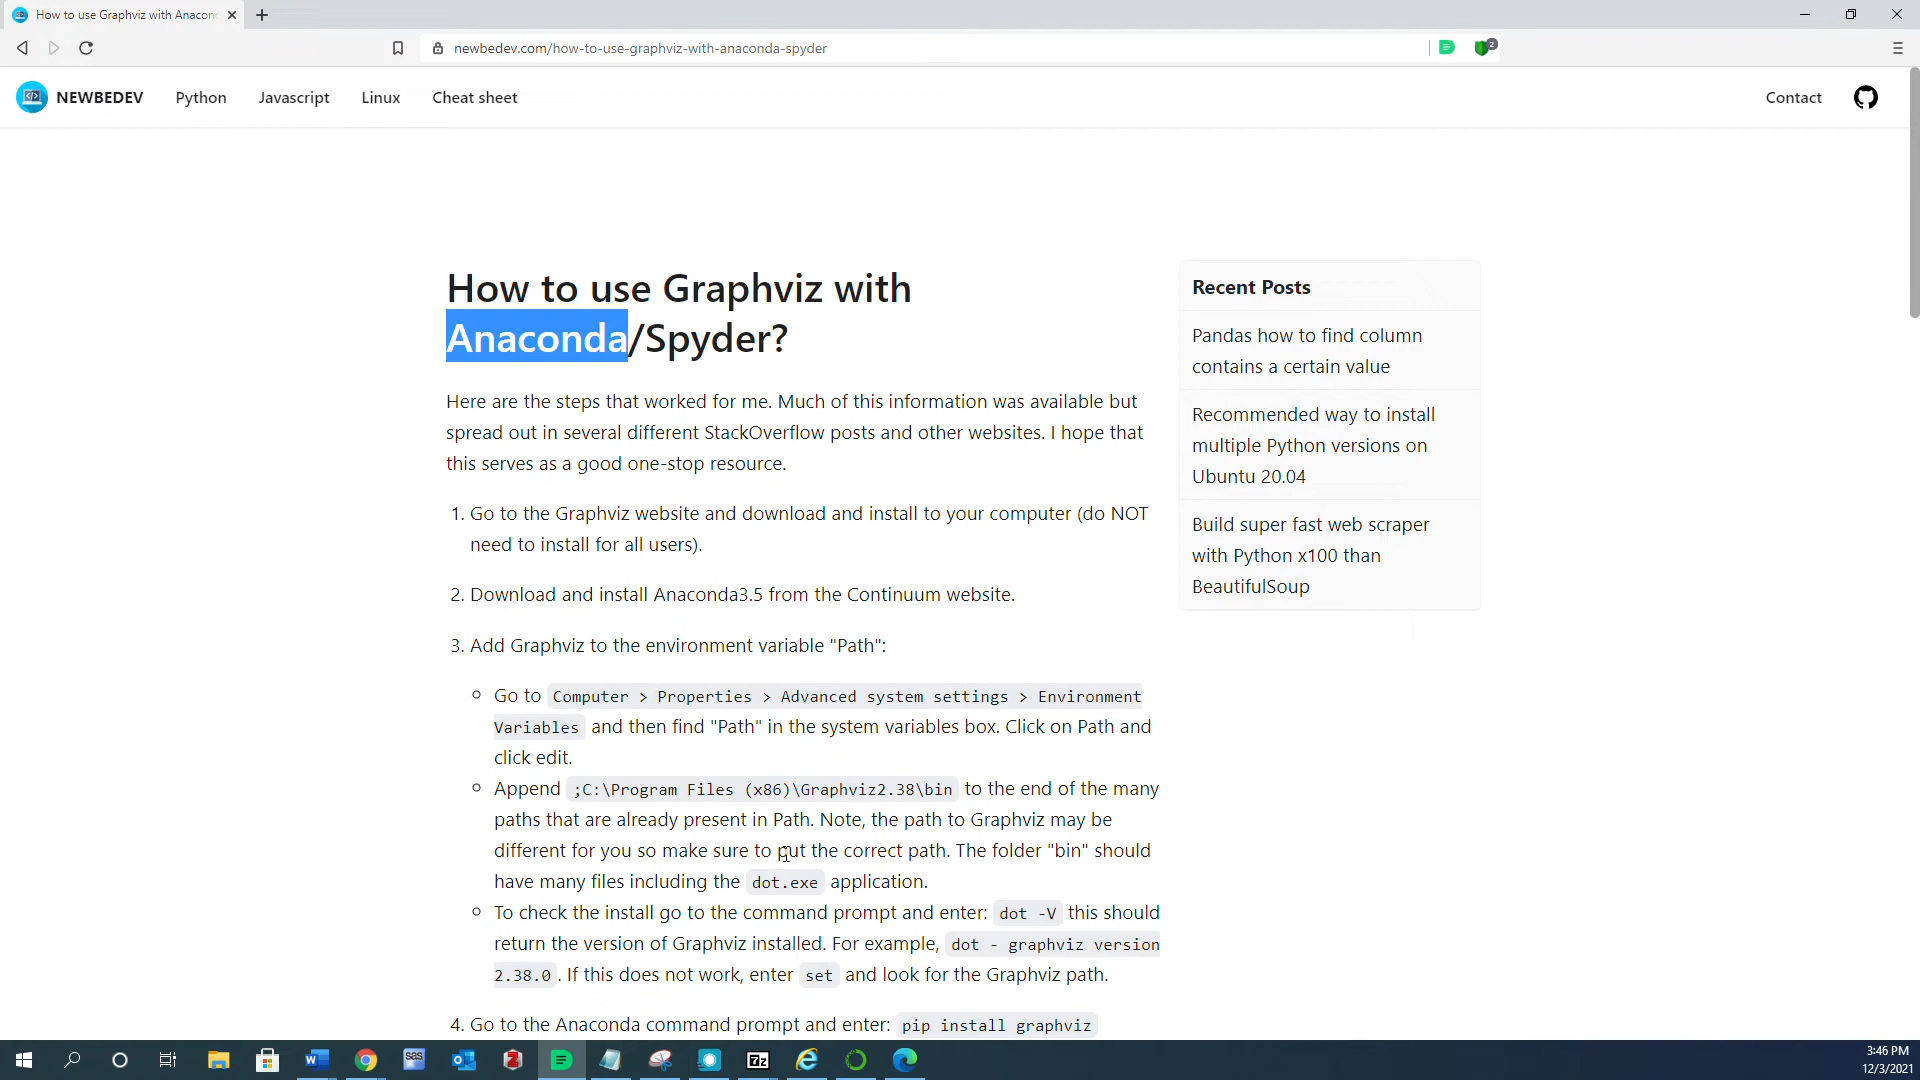 How to use Graphviz with Anacon
newbedev.com/how-to-use-graphviz-with-anaconda-spyder
2
NEWBEDEV
Python
Javascript
Linux
Cheat sheet
Contact
How to use Graphviz with
Anaconda/Spyder?
Here are the steps that worked for me. Much of this information was available but
spread out in several different StackOverflow posts and other websites. I hope that
this serves as a good one-stop resource.
1. Go to the Graphviz website and download and install to your computer (do NOT
need to install for all users).
2. Download and install Anaconda3.5 from the Continuum website.
3. Add Graphviz to the environment variable "Path":
Go to Computer > Properties > Advanced system settings > Environment
Variables and then find "Path" in the system variables box. Click on Path and
click edit.
Append ;C:\Program Files (x86)\Graphviz2.38\bin to the end of the many
paths that are already present in Path. Note, the path to Graphviz may be
different for you so make sure to put the correct path. The folder "bin" should
have many files including the dot.exe application.
To check the install go to the command prompt and enter: dot -V this should
return the version of Graphviz installed. For example, dot - graphviz version
2.38.0. If this does not work, enter set and look for the Graphviz path.
4. Go to the Anaconda command prompt and enter: pip install graphviz
Recent Posts
Pandas how to find column
contains a certain value
Recommended way to install
multiple Python versions on
Ubuntu 20.04
Build super fast web scraper
with Python x100 than
BeautifulSoup
sas
7z
3:46 PM
12/3/2021